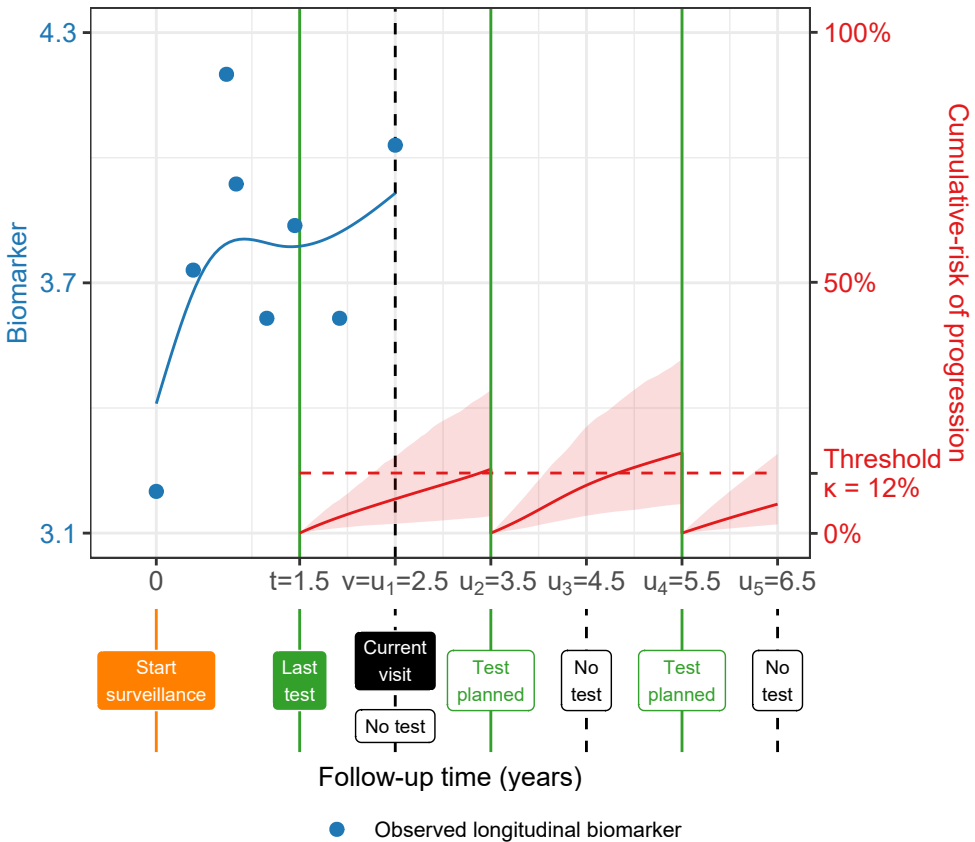 4.3
3.7
3.1
Biomarker
100%
50%
Threshold
κ = 12%
0%
Cumulative-risk of progression
0 t=1.5 v=u₁=2.5 u₂=3.5 u₃=4.5 u₄=5.5 u₅=6.5
Start
surveillance
Last
test
Current
visit
No test
Test
planned
No
test
Test
planned
No
test
Follow-up time (years)
Observed longitudinal biomarker